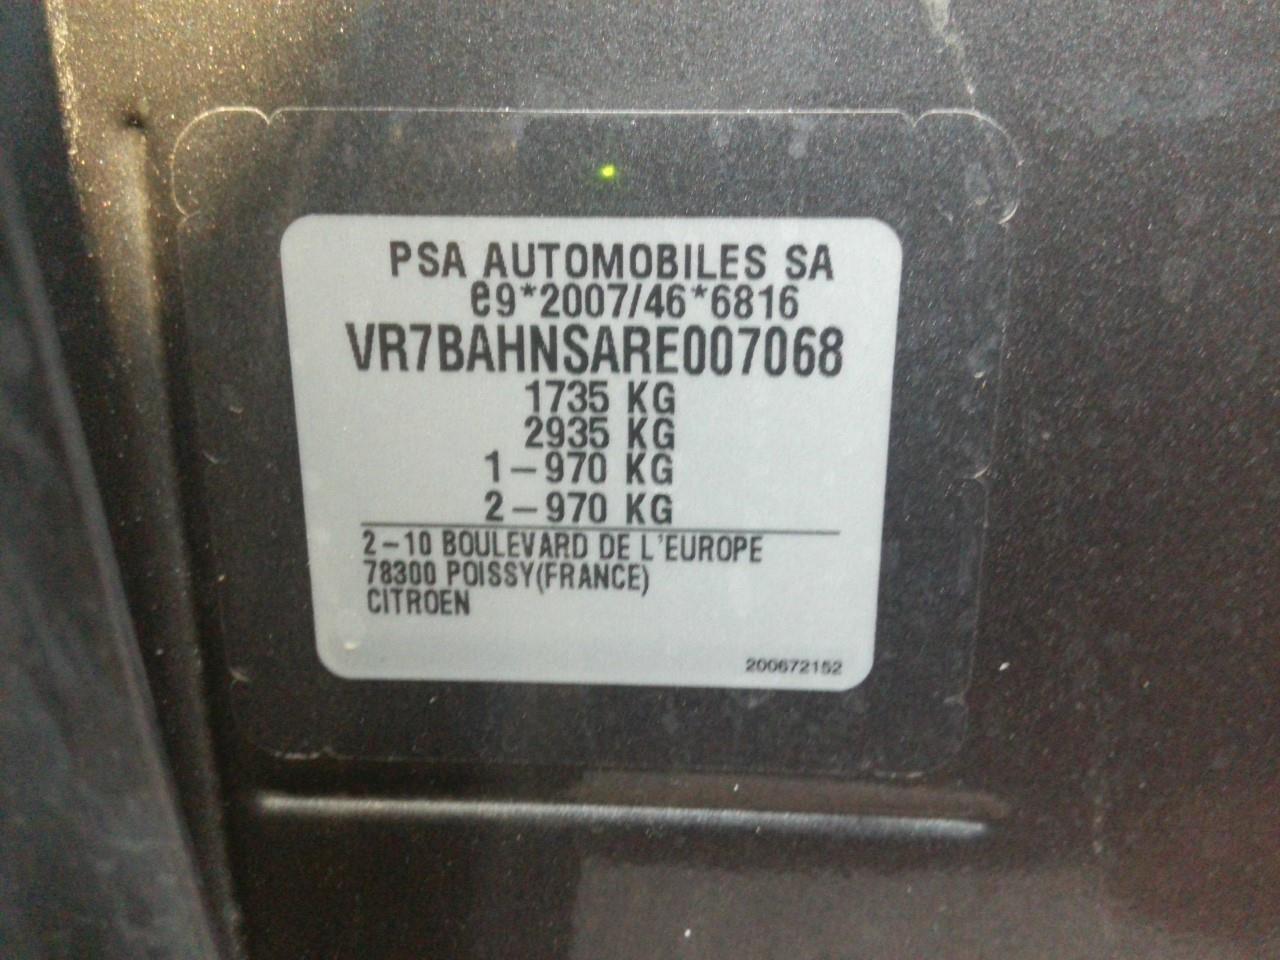 PSA AUTOMOBILES SA
e9*2007/46*6816
VR7BAHNSARE007068
1735 KG
2935 KG
1-970 KG
2-970 KG
2-10 BOULEVARD DE L'EUROPE
78300 POISSY(FRANCE)
CITROEN
200672152